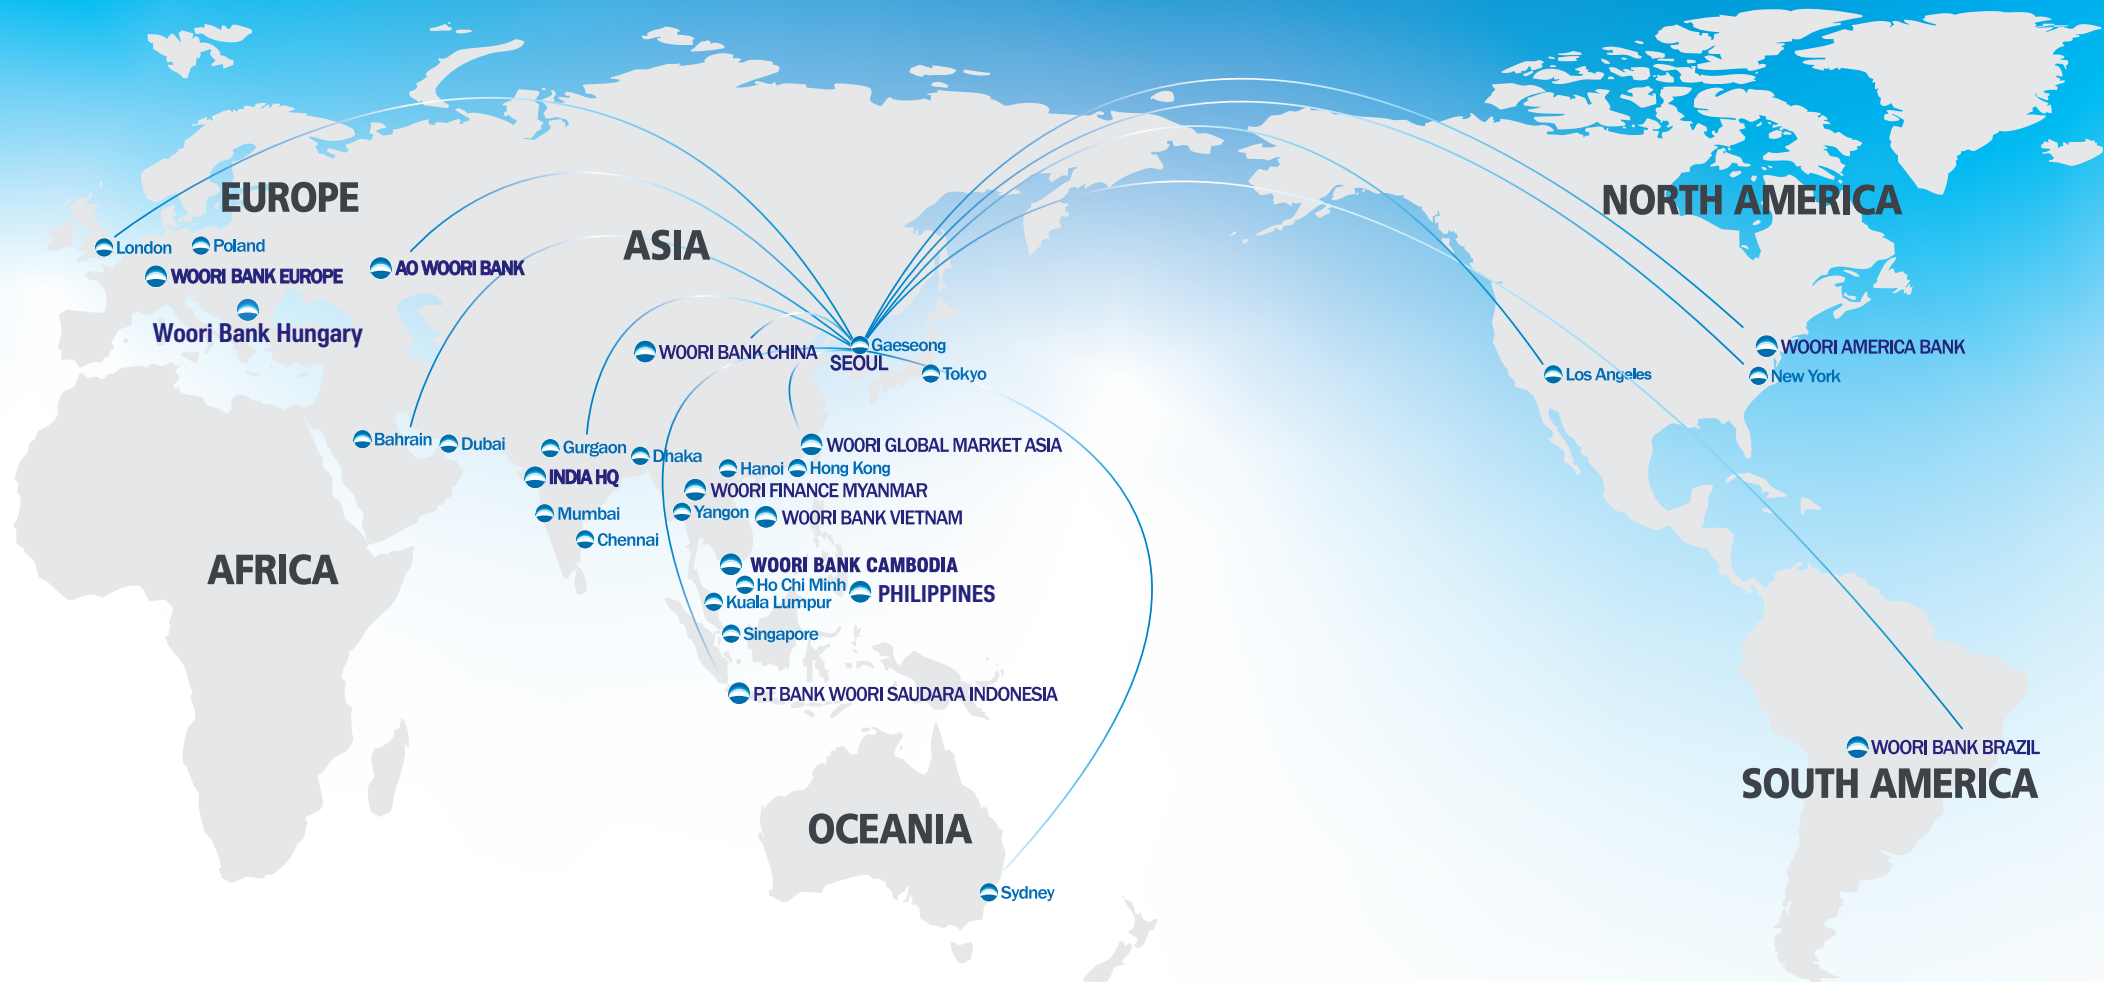 EUROPE
NORTH AMERICA
ASIA
London
Poland
AO WOORI BANK
WOORI BANK EUROPE
Woori Bank Hungary
WOORI BANK CHINA
Gaeseong
SEOUL
Tokyo
WOORI AMERICA BANK
Los Angeles
New York
Bahrain
Dubai
Gurgaon
Dhaka
WOORI GLOBAL MARKET ASIA
Hanoi
Hong Kong
INDIA HQ
WOORI FINANCE MYANMAR
Mumbai
Yangon
WOORI BANK VIETNAM
Chennai
AFRICA
WOORI BANK CAMBODIA
Ho Chi Minh
PHILIPPINES
Kuala Lumpur
Singapore
P.T BANK WOORI SAUDARA INDONESIA
WOORI BANK BRAZIL
SOUTH AMERICA
OCEANIA
Sydney